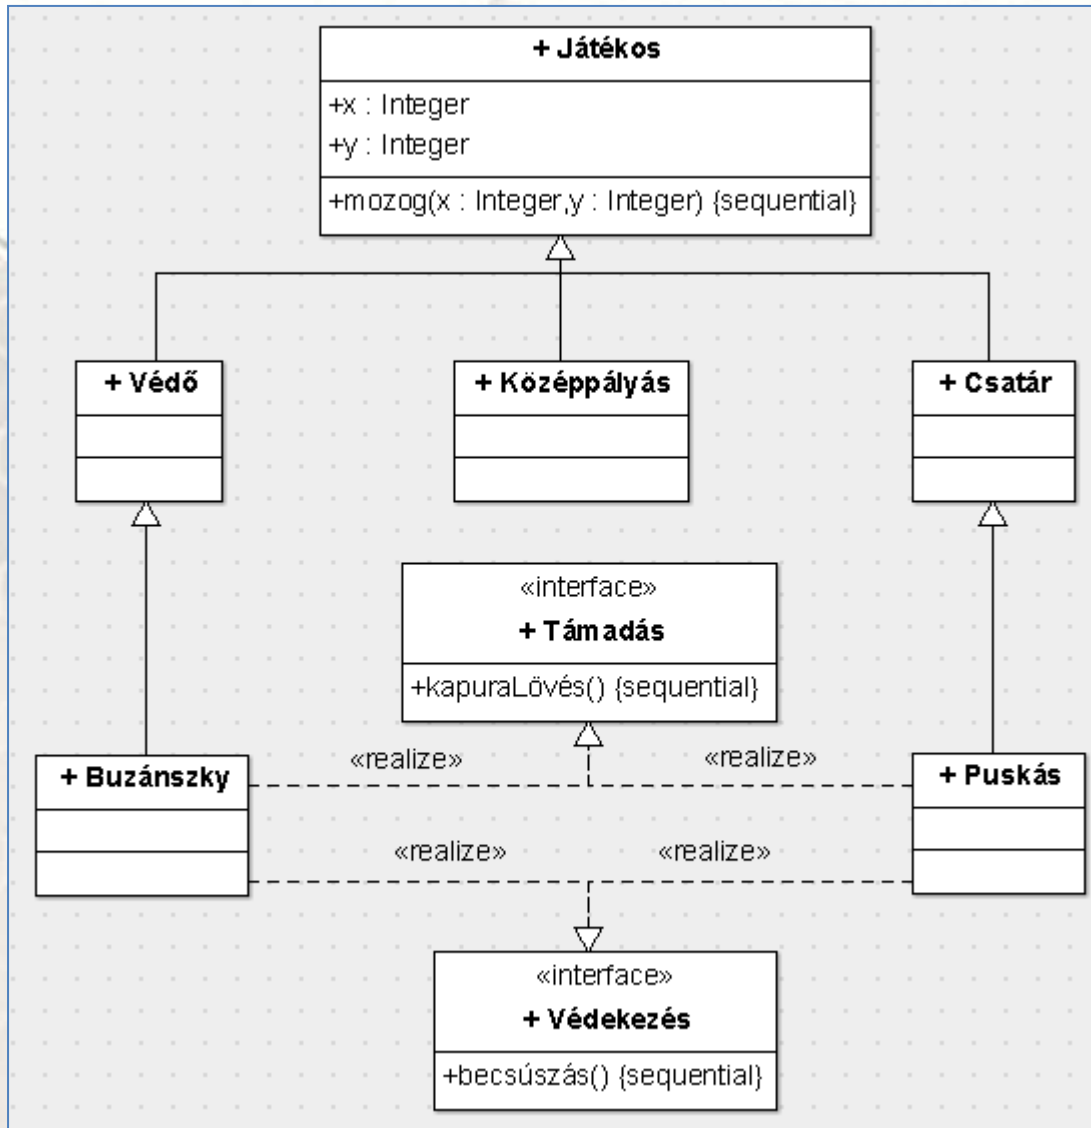 + Játékos
+x : Integer
+y : Integer
+mozog(x : Integer,y : Integer) {sequential}
+ Védő
+ Középpályás
+ Csatár
«interface»
+ Támadás
+kapuraLövés() {sequential}
+ Buzánszky
«realize»
«realize»
+ Puskás
«realize»
«realize»
«interface»
+ Védekezés
+becsúszás() {sequential}